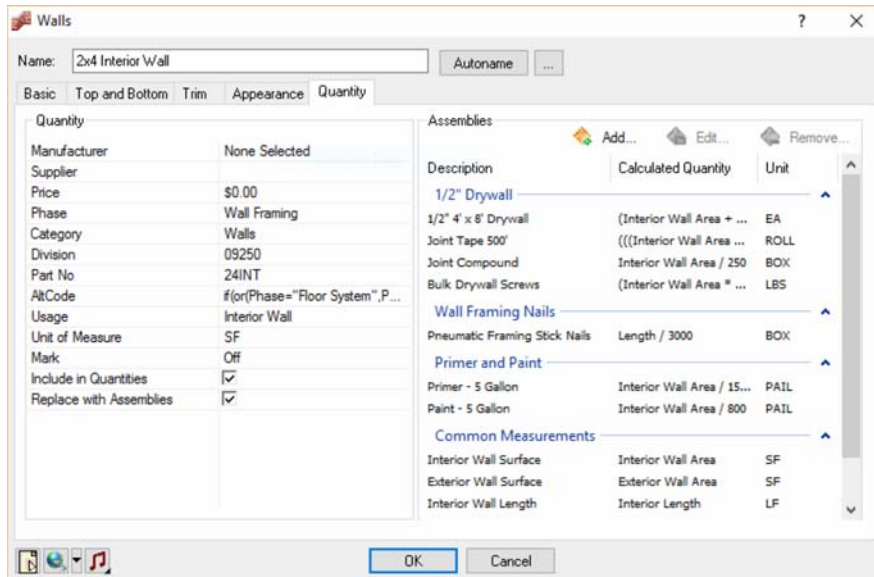 Walls
? ×
Name: 2x4 Interior Wall Autoname ...
Basic Top and Bottom Trim Appearance Quantity
Quantity
Manufacturer None Selected
Supplier
Price $0.00
Phase Wall Framing
Category Walls
Division 09250
Part No 24INT
AltCode if(or(Phase="Floor System",P...
Usage Interior Wall
Unit of Measure SF
Mark Off
Include in Quantities
Replace with Assemblies
Assemblies
Add... Edit... Remove...
Description Calculated Quantity Unit
1/2" Drywall
1/2" 4' x 8' Drywall (Interior Wall Area + ... EA
Joint Tape 500' (((Interior Wall Area ... ROLL
Joint Compound Interior Wall Area / 250 BOX
Bulk Drywall Screws (Interior Wall Area * ... LBS
Wall Framing Nails
Pneumatic Framing Stick Nails Length / 3000 BOX
Primer and Paint
Primer - 5 Gallon Interior Wall Area / 15... PAIL
Paint - 5 Gallon Interior Wall Area / 800 PAIL
Common Measurements
Interior Wall Surface Interior Wall Area SF
Exterior Wall Surface Exterior Wall Area SF
Interior Wall Length Interior Length LF
OK Cancel